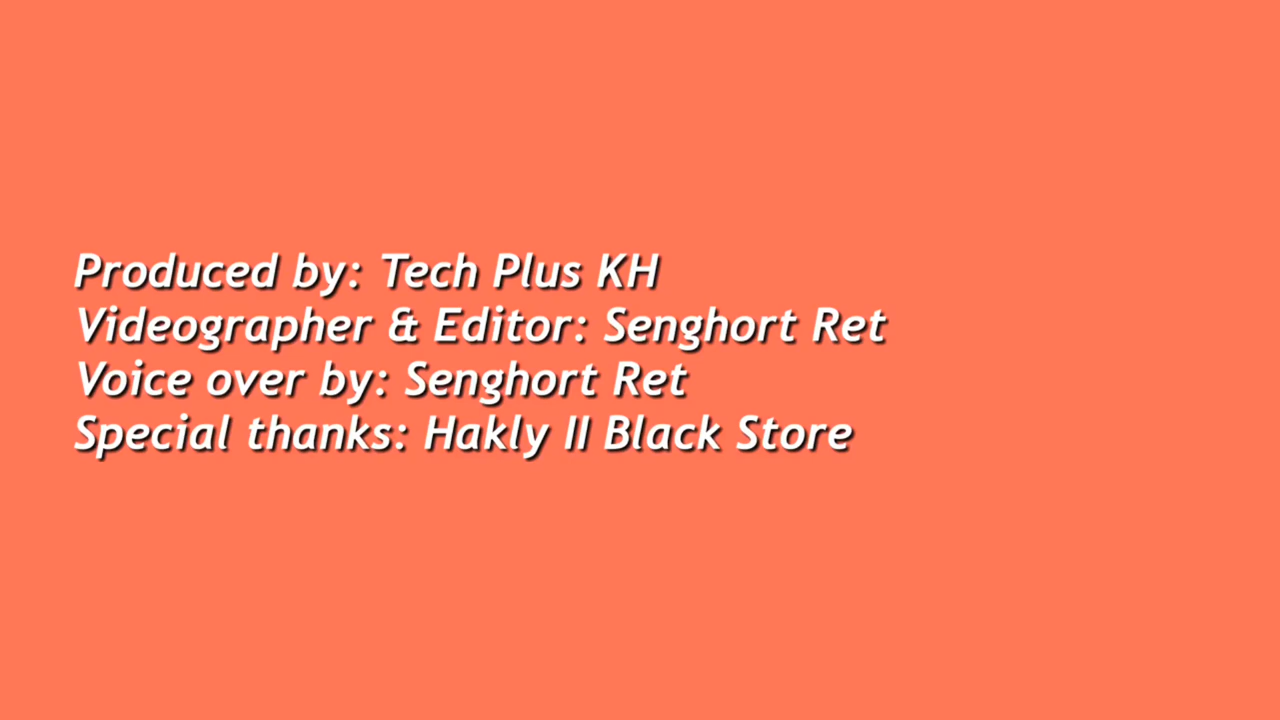 Produced by: Tech Plus KH
Videographer & Editor: Senghort Ret
Voice over by: Senghort Ret
Special thanks: Hakly II Black Store